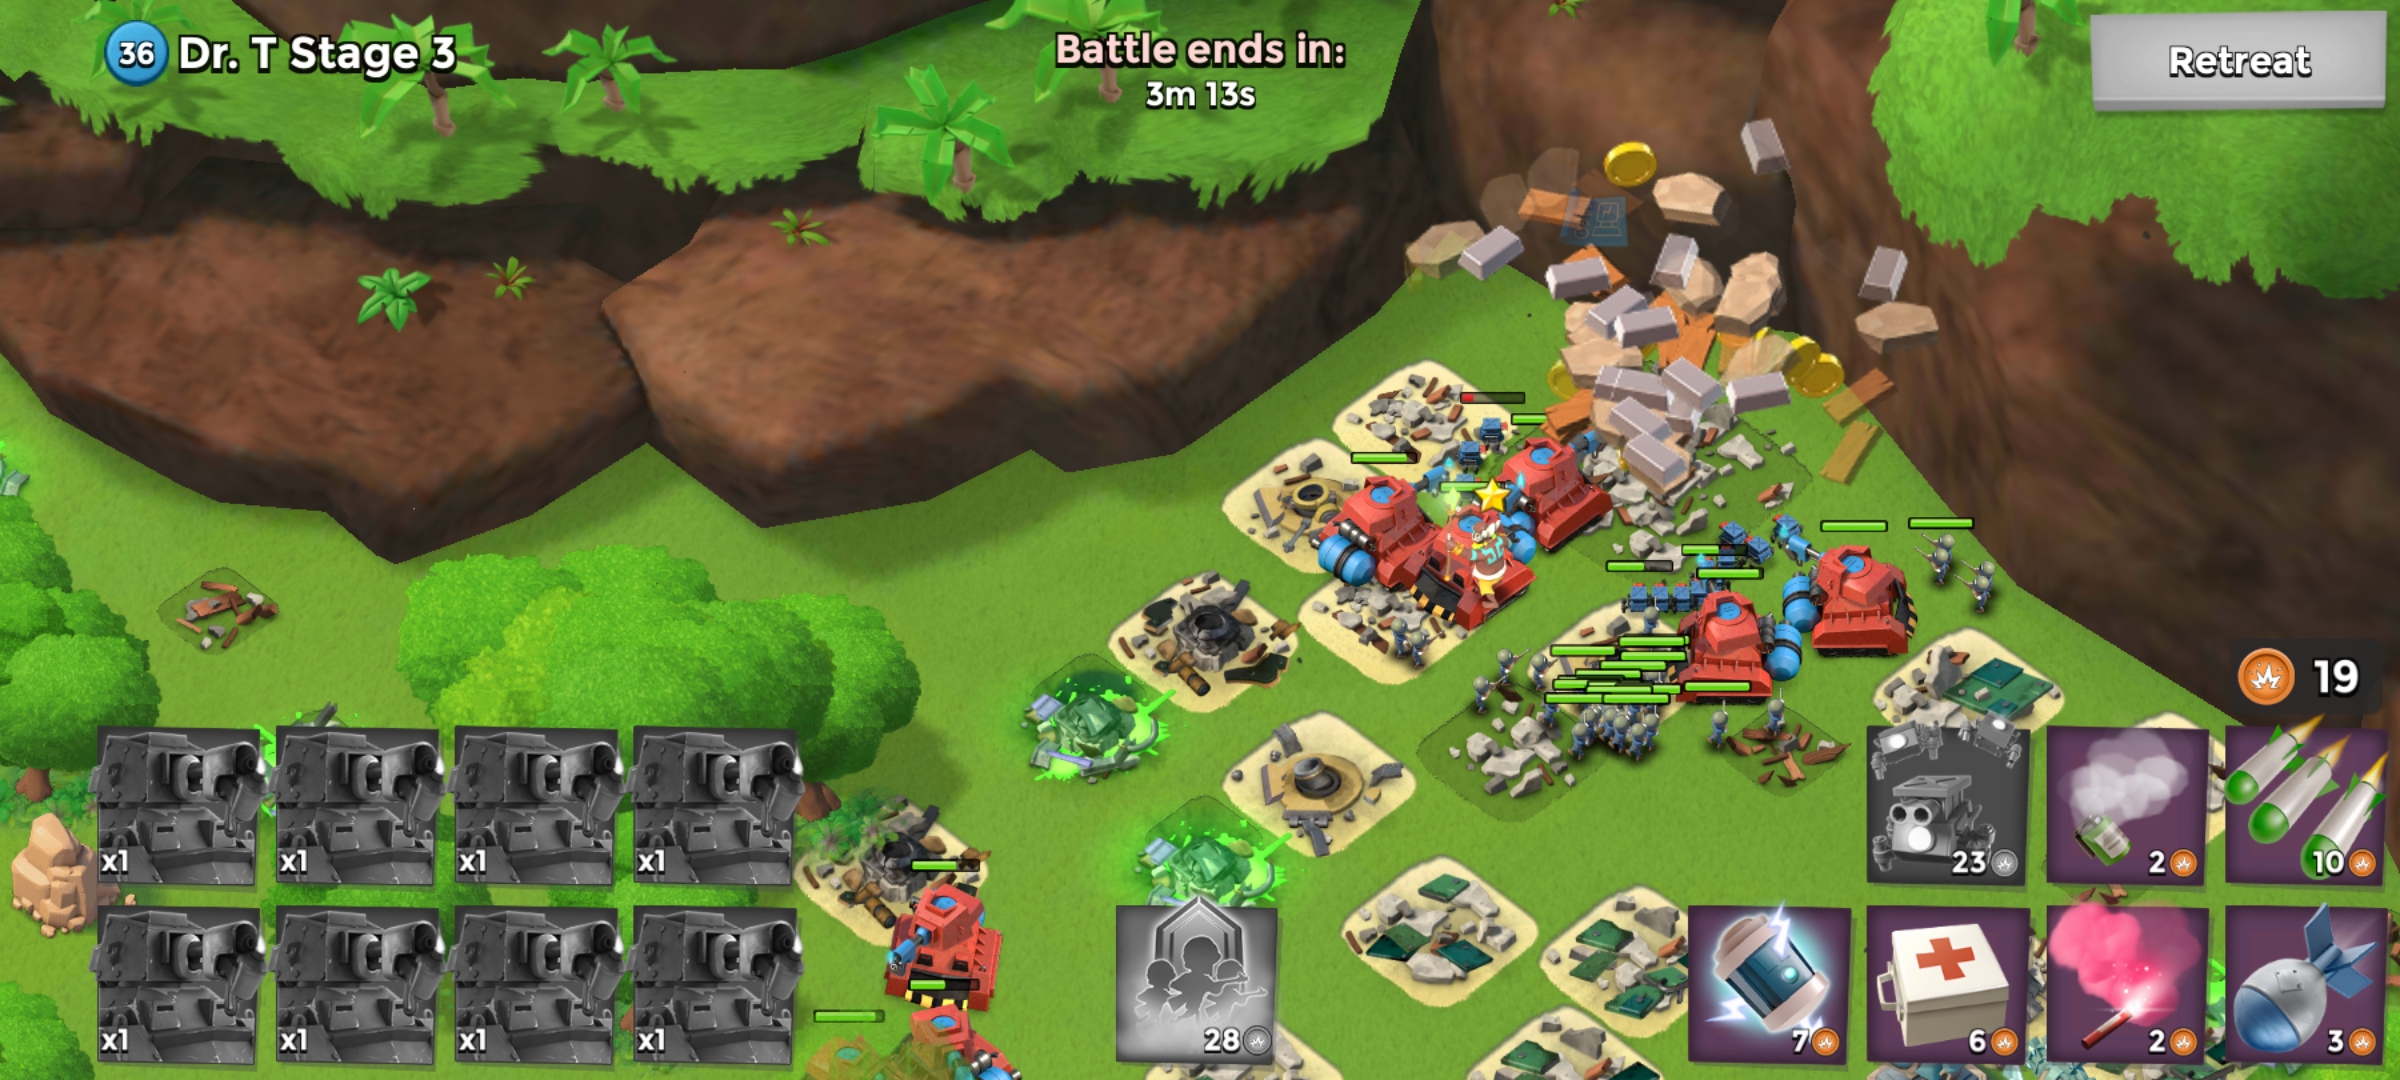 36 Dr. T Stage 3
Battle ends in:
3m 13s
Retreat
19
x1 x1 x1 x1
23 2 10
x1 x1 x1 x1
28 7 6 2 3